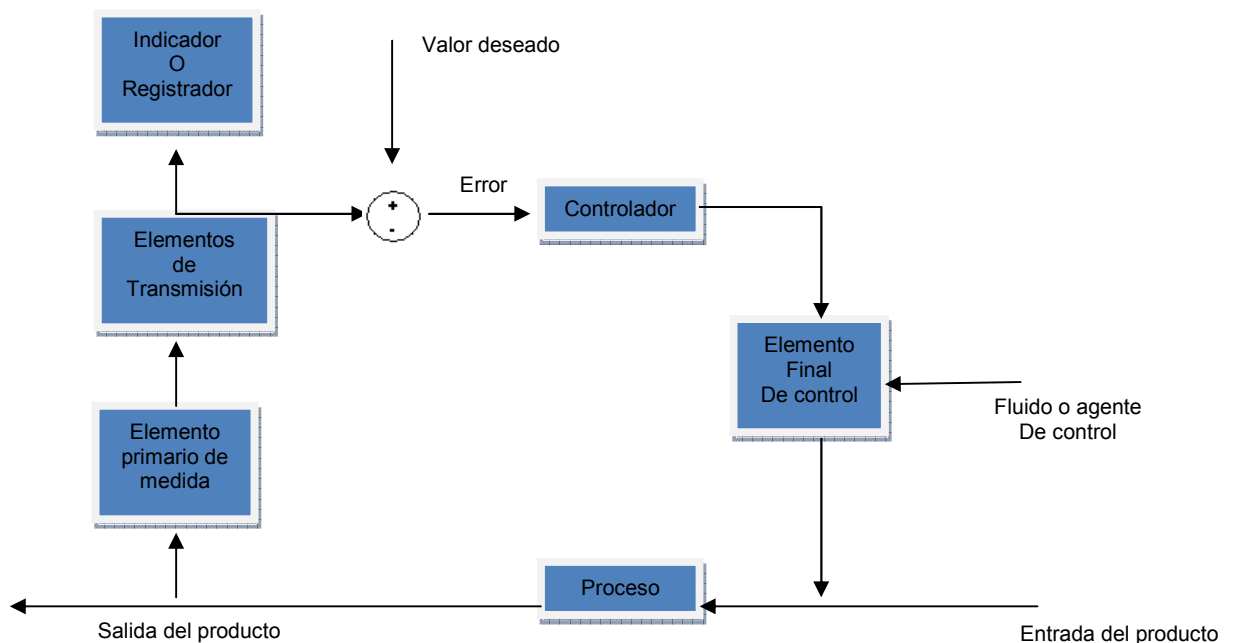 Indicador
O
Registrador
Valor deseado
Error
+
-
Controlador
Elementos
de
Transmisión
Elemento
Final
De control
Fluido o agente
De control
Elemento
primario de
medida
Proceso
Salida del producto
Entrada del producto